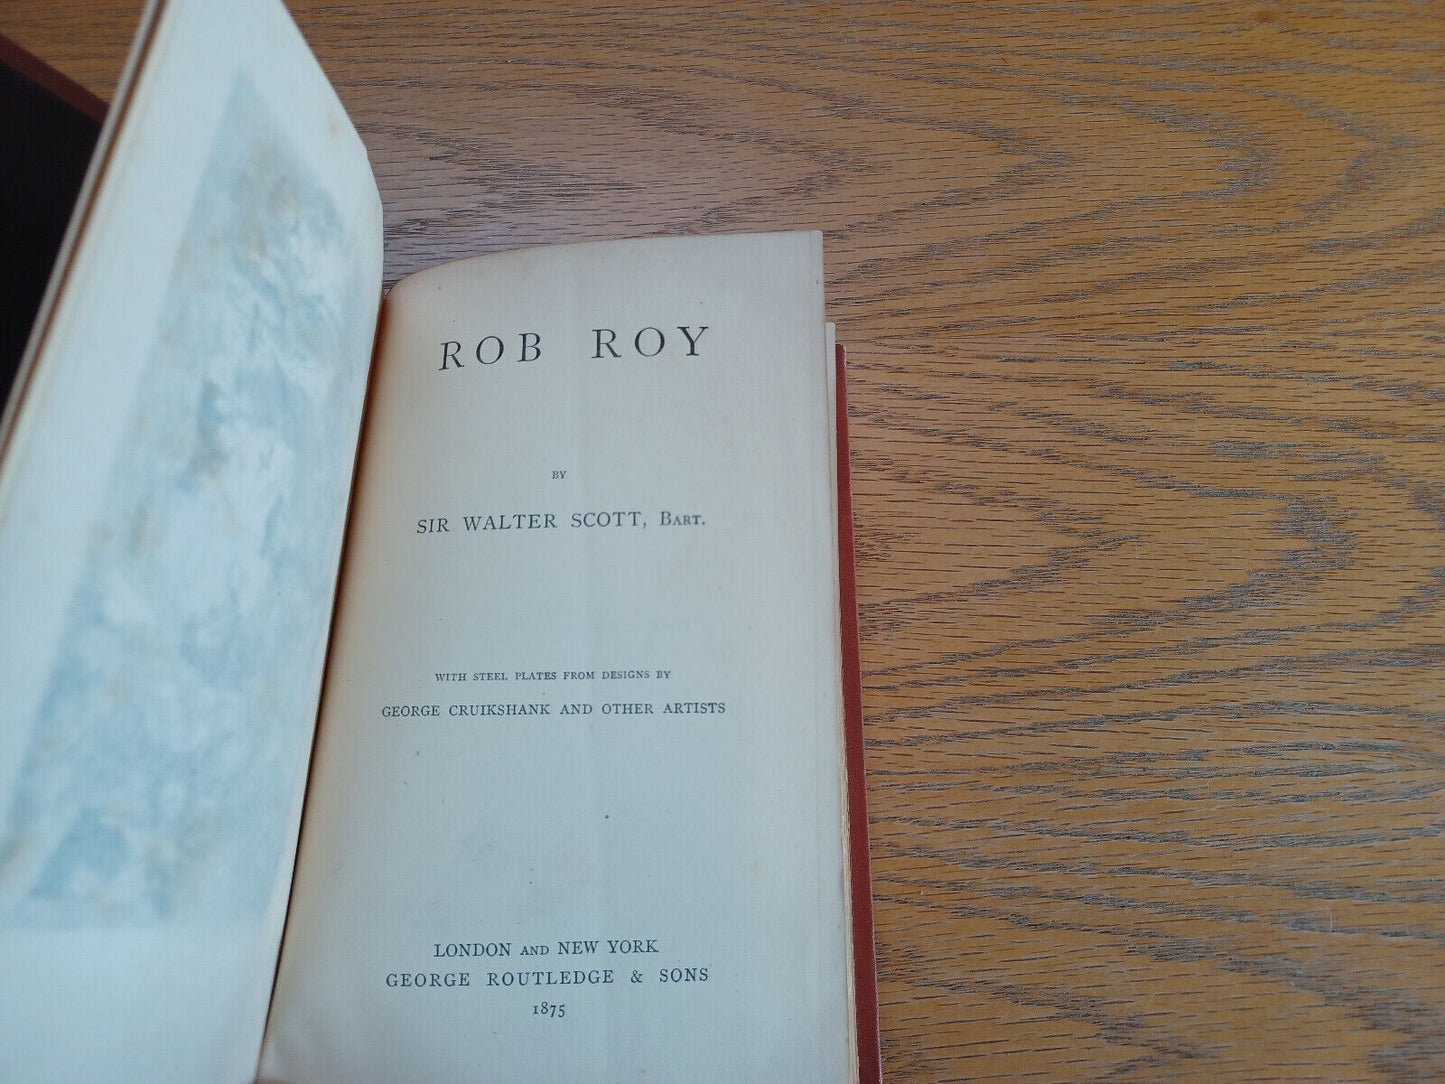 ROB ROY
BY
SIR WALTER SCOTT, BART.
WITH STEEL PLATES FROM DESIGNS BY
GEORGE CRUIKSHANK AND OTHER ARTISTS
LONDON AND NEW YORK
GEORGE ROUTLEDGE & SONS
1875